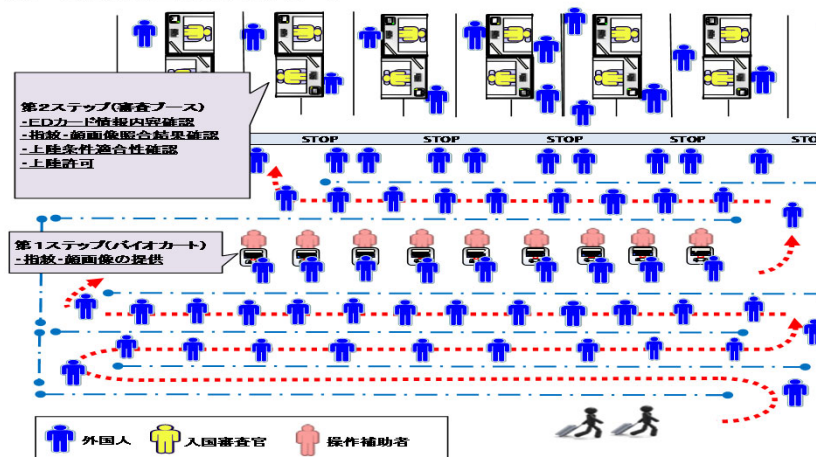 第2ステップ(審査ブース)
・EDカード情報内容確認
・指紋・顔画像照合結果確認
・上陸条件適合性確認
・上陸許可
STOP STOP STOP STOP STO
第1ステップ(バイオカート)
・指紋・顔画像の提供
外国人 入国審査官 操作補助者